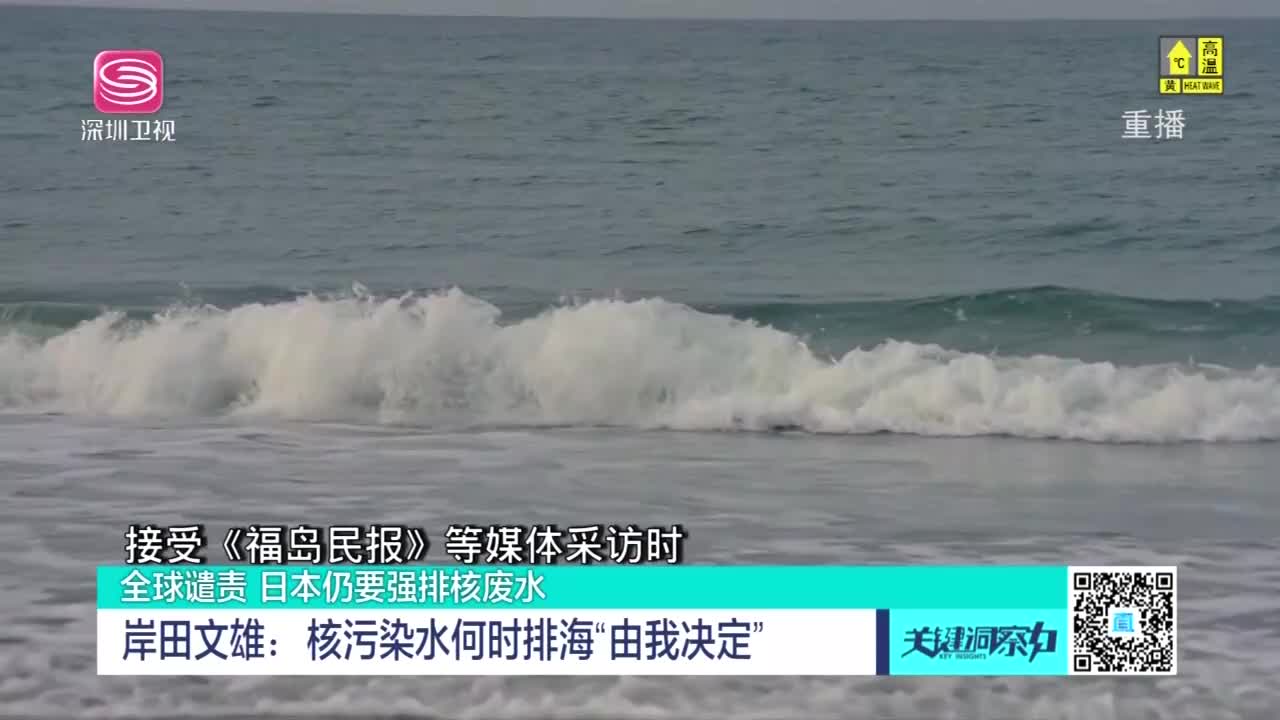 深圳卫视
℃
高温
黄
HEAT WAVE
重播
接受《福岛民报》等媒体采访时
全球谴责 日本仍要强排核废水
岸田文雄：核污染水何时排海“由我决定”
关键洞察力
KEY INSIGHTS
直